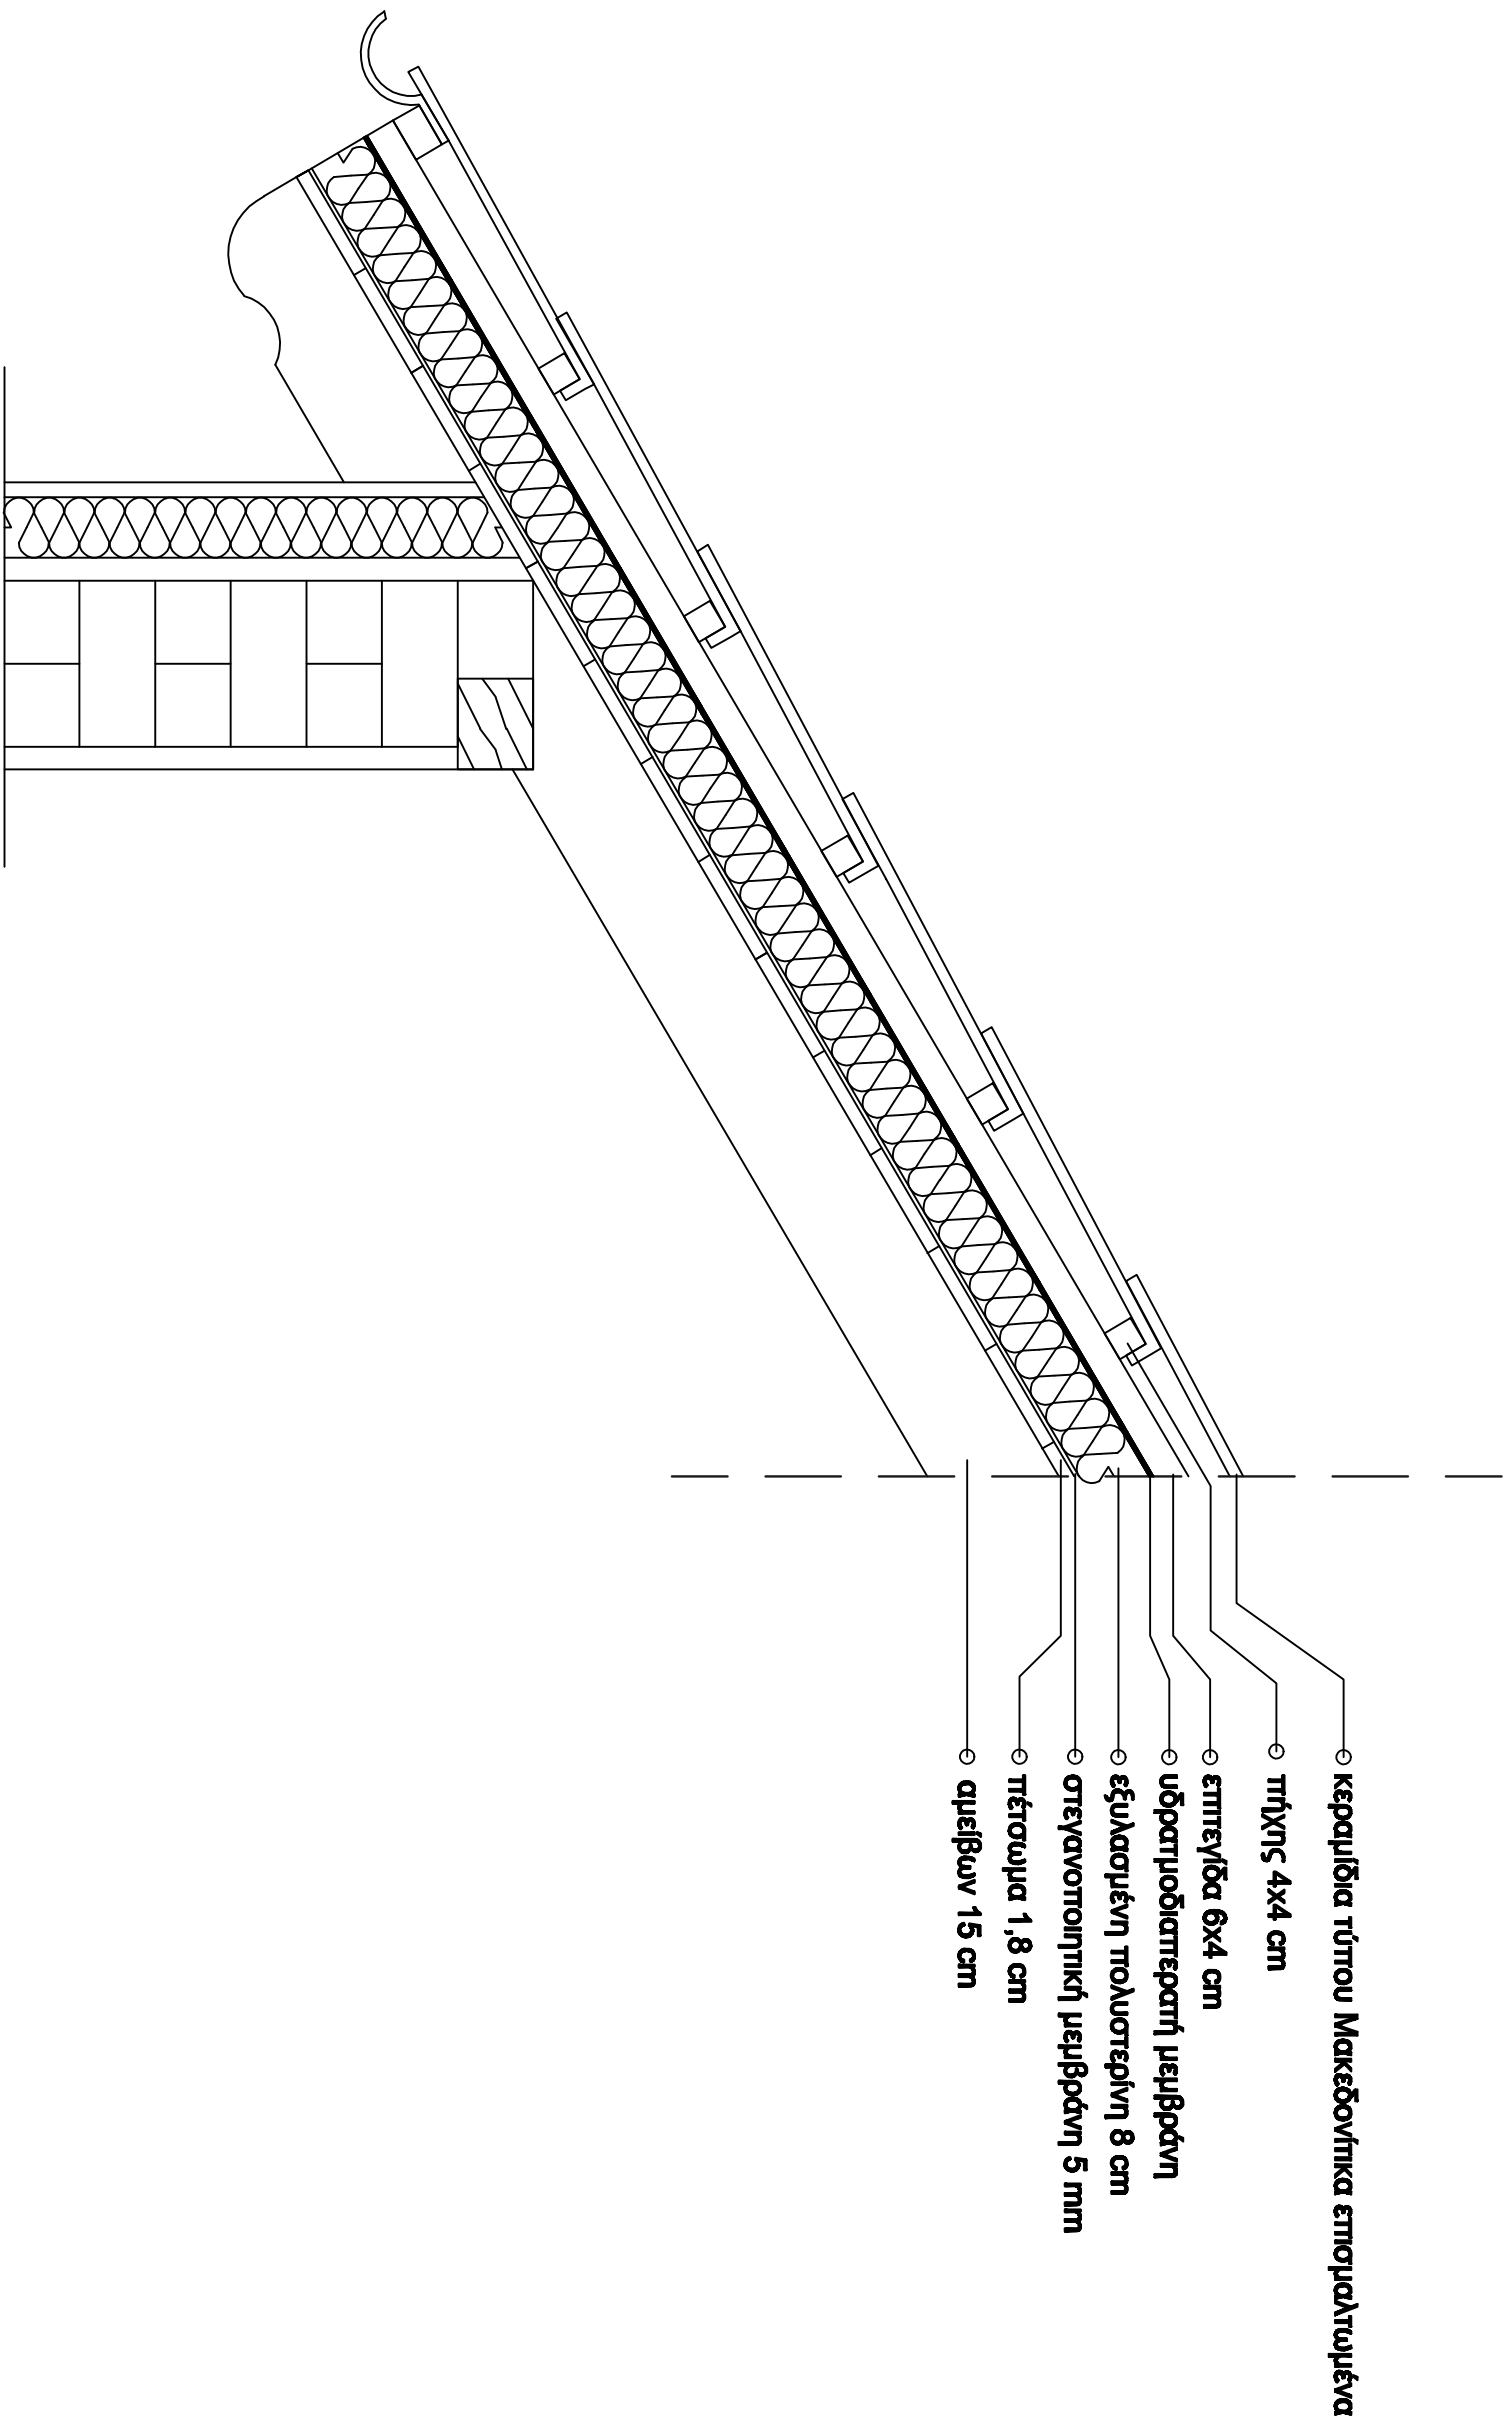 κεραμίδια τύπου Μακεδονίτικα επισμαλτωμένα
πήχης 4x4 cm
επιτεγίδα 6x4 cm
υδρατμοδιαπερατή μεμβράνη
εξυλασμένη πολυστερίνη 8 cm
στεγανοποιητική μεμβράνη 5 mm
πέτσωμα 1,8 cm
αμείβων 15 cm